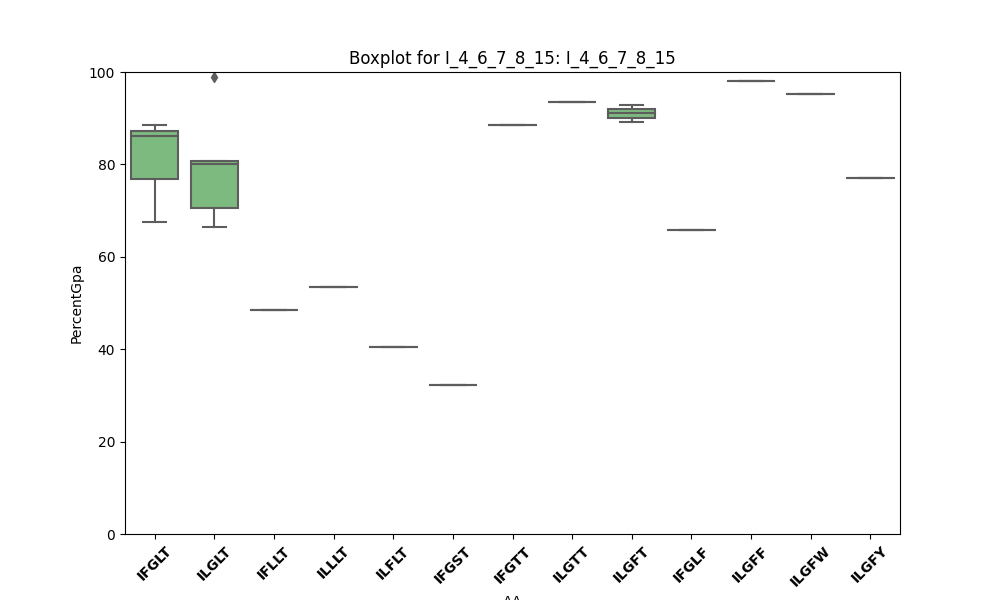 Boxplot for I_4_6_7_8_15: I_4_6_7_8_15
PercentGpa
100
80
60
40
20
0
IFGLT
ILGLT
IFLLT
ILLLT
ILFLT
IFGST
IFGTT
ILGTT
ILGFT
IFGLF
ILGFF
ILGFW
ILGFY
AA